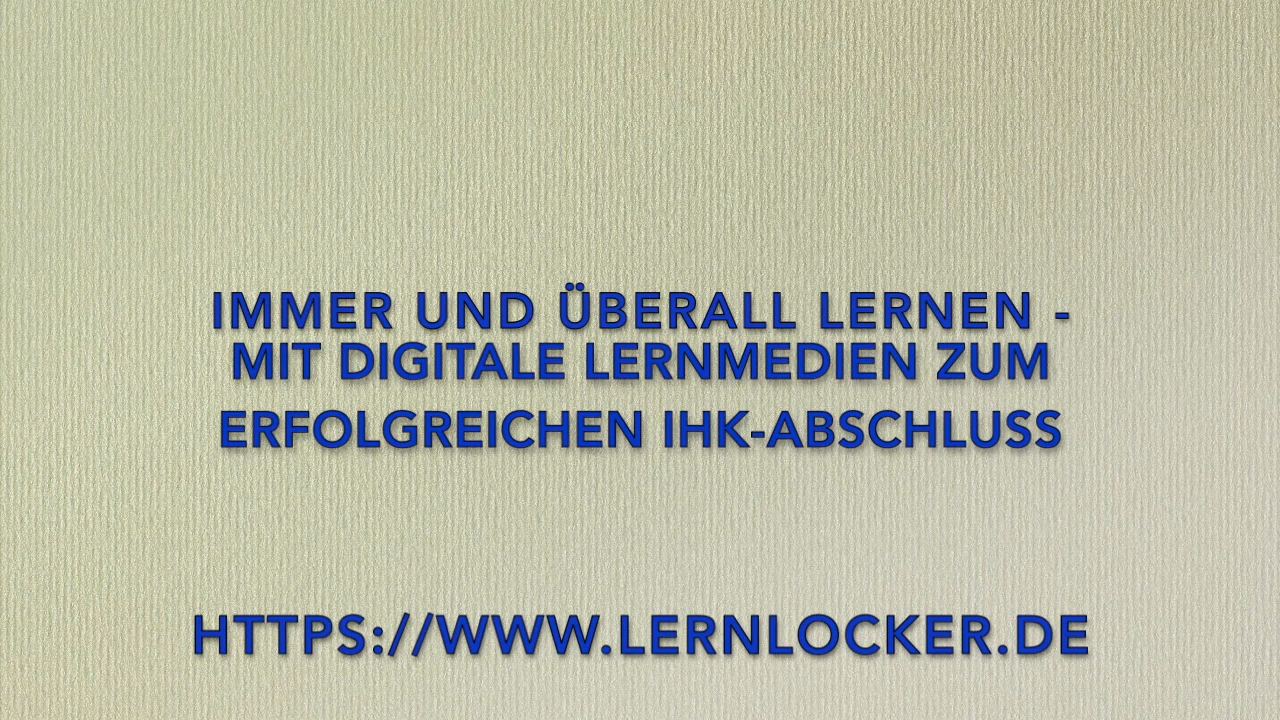 IMMER UND ÜBERALL LERNEN -
MIT DIGITALE LERNMEDIEN ZUM
ERFOLGREICHEN IHK-ABSCHLUSS
HTTPS://WWW.LERNLOCKER.DE